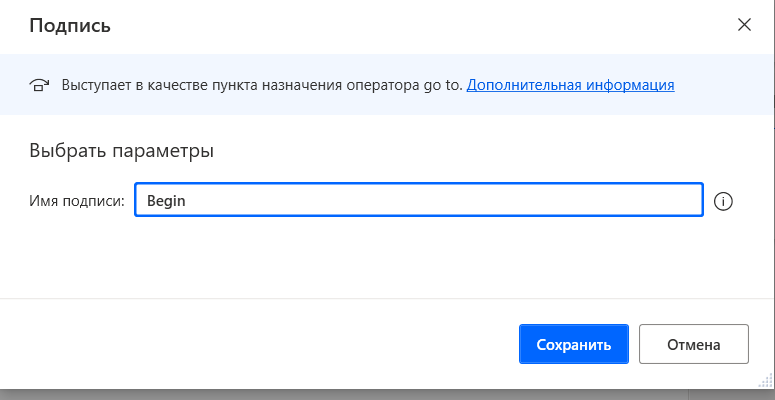 Подпись
Выступает в качестве пункта назначения оператора go to. Дополнительная информация
Выбрать параметры
Имя подписи: Begin
Сохранить Отмена